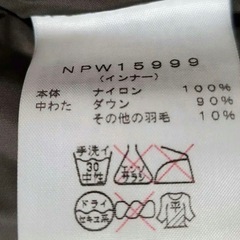 NPW15999
〈インナー〉
本体 ナイロン 100%
中わた ダウン 90%
その他の羽毛 10%
手洗イ
30
中性
エンソ
サラシ
ドライ
セキユ系
平